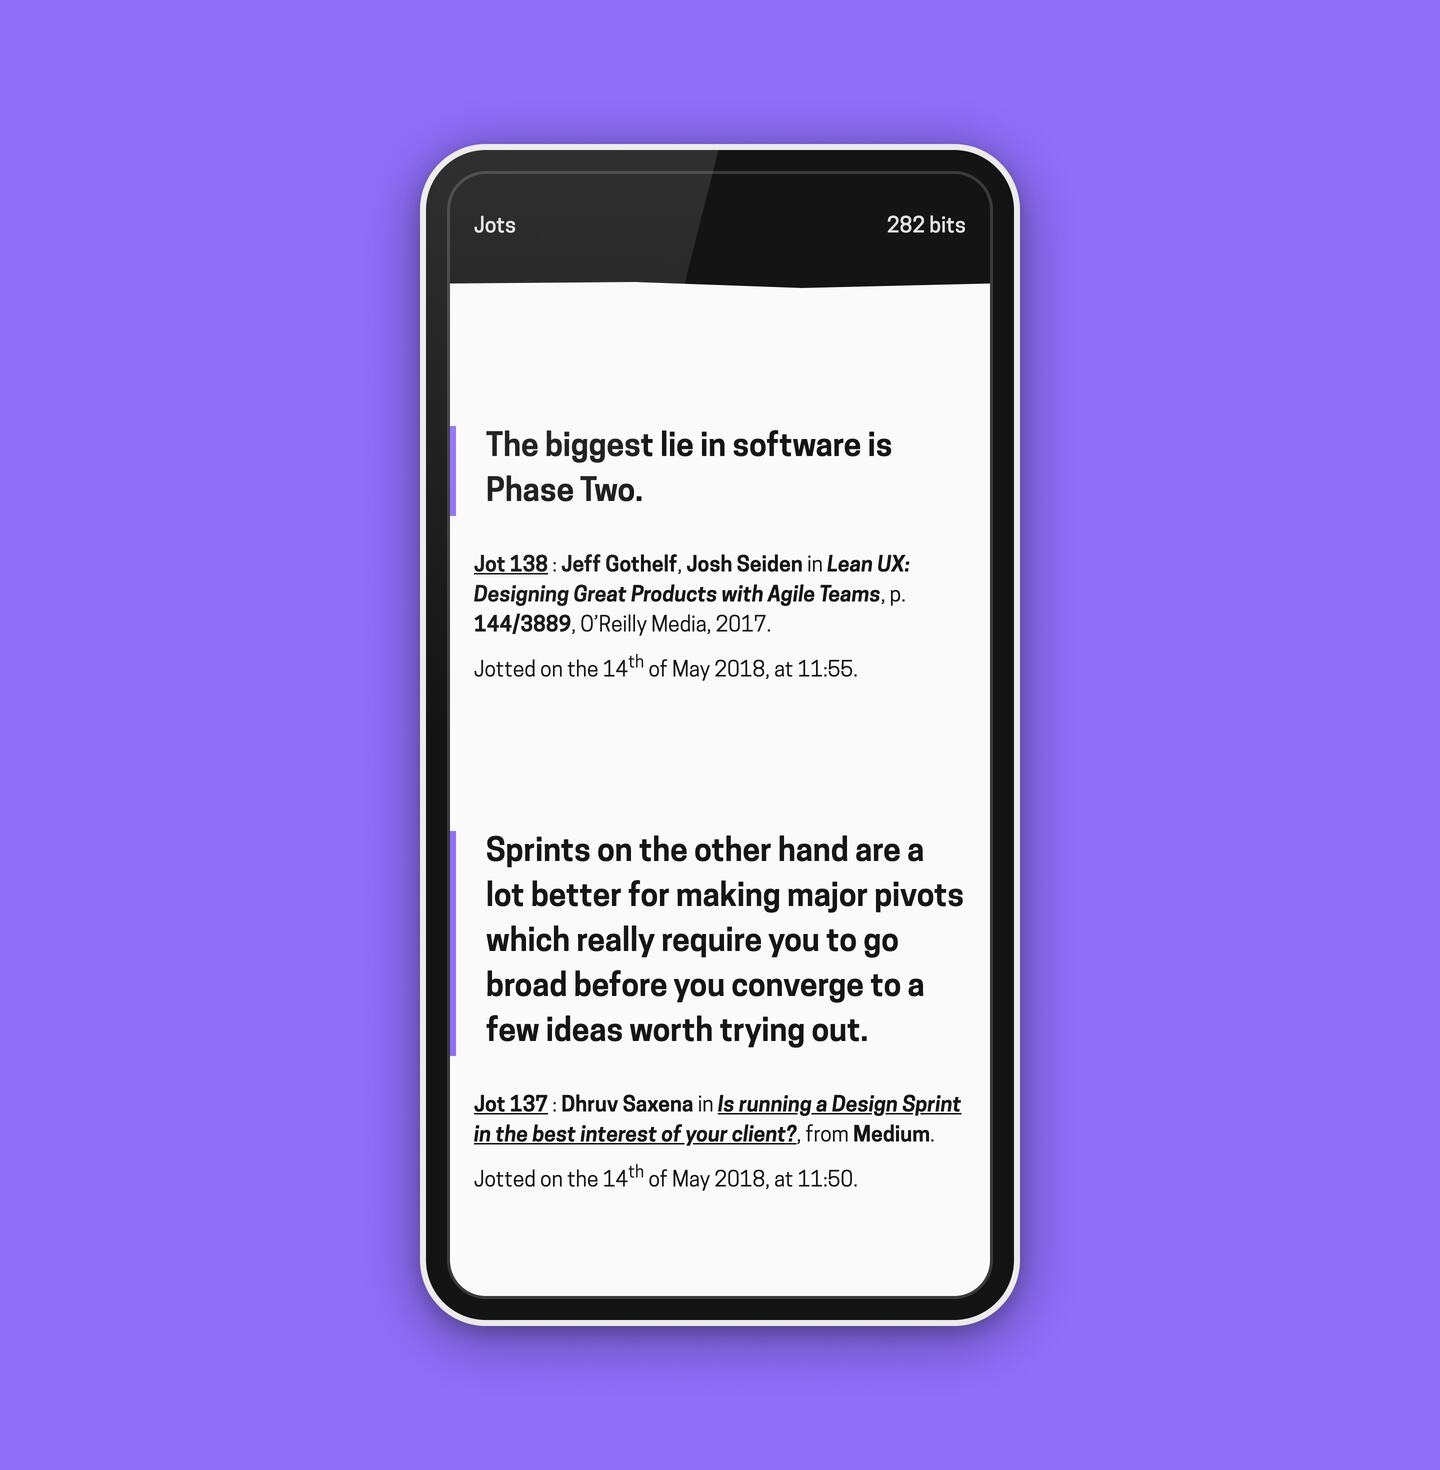 Jots 282 bits
The biggest lie in software is
Phase Two.
Jot 138 : Jeff Gothelf, Josh Seiden in Lean UX:
Designing Great Products with Agile Teams, p.
144/3889, O’Reilly Media, 2017.
Jotted on the 14th of May 2018, at 11:55.
Sprints on the other hand are a
lot better for making major pivots
which really require you to go
broad before you converge to a
few ideas worth trying out.
Jot 137 : Dhruv Saxena in Is running a Design Sprint
in the best interest of your client?, from Medium.
Jotted on the 14th of May 2018, at 11:50.